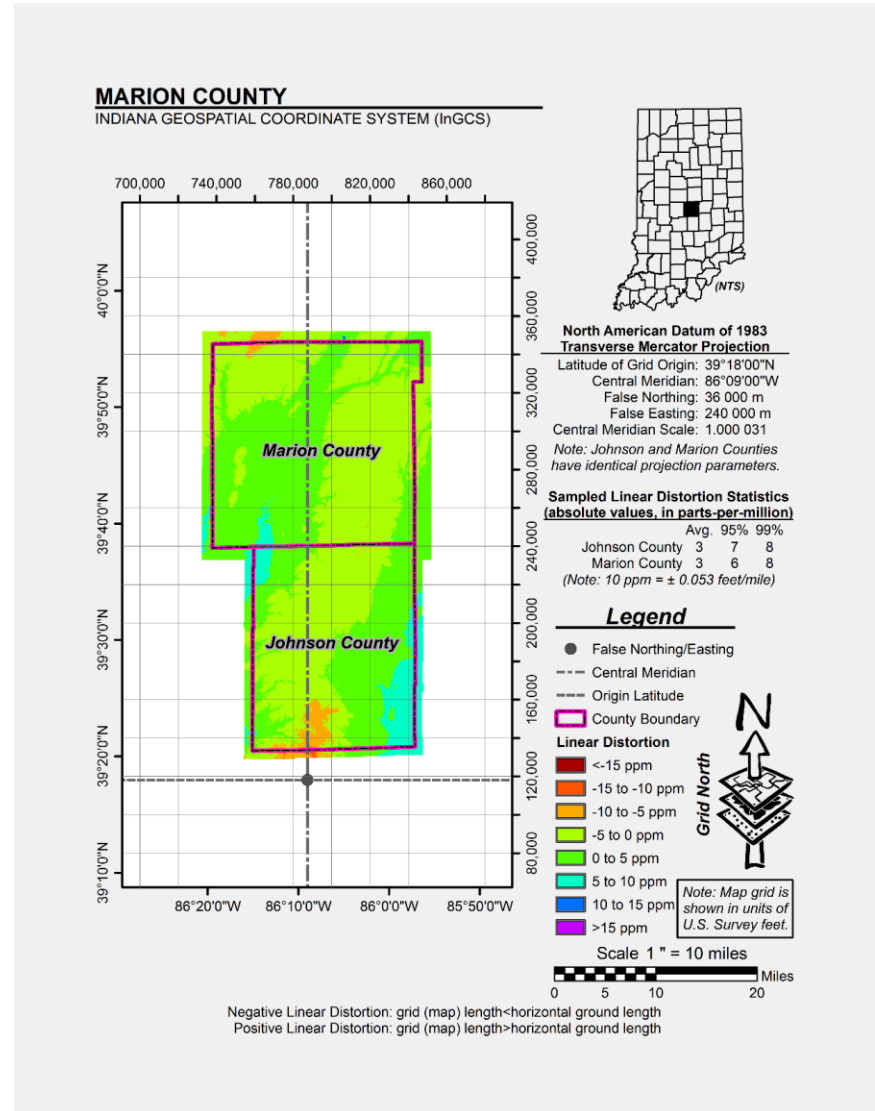 MARION COUNTY
INDIANA GEOSPATIAL COORDINATE SYSTEM (InGCS)
700,000 740,000 780,000 820,000 860,000
400,000
360,000
320,000
280,000
240,000
200,000
160,000
120,000
80,000
40°0'0"N
39°50'0"N
39°40'0"N
39°30'0"N
39°20'0"N
39°10'0"N
Marion County
Johnson County
86°20'0"W 86°10'0"W 86°0'0"W 85°50'0"W
(NTS)
North American Datum of 1983
Transverse Mercator Projection
Latitude of Grid Origin: 39°18'00"N
Central Meridian: 86°09'00"W
False Northing: 36 000 m
False Easting: 240 000 m
Central Meridian Scale: 1.000 031
Note: Johnson and Marion Counties
have identical projection parameters.
Sampled Linear Distortion Statistics
(absolute values, in parts-per-million)
Avg. 95% 99%
Johnson County 3 7 8
Marion County 3 6 8
(Note: 10 ppm = ± 0.053 feet/mile)
Legend
False Northing/Easting
Central Meridian
Origin Latitude
County Boundary
Linear Distortion
<-15 ppm
-15 to -10 ppm
-10 to -5 ppm
-5 to 0 ppm
0 to 5 ppm
5 to 10 ppm
10 to 15 ppm
>15 ppm
N
Grid North
Note: Map grid is
shown in units of
U.S. Survey feet.
Scale 1 " = 10 miles
Miles
0 5 10 20
Negative Linear Distortion: grid (map) length<horizontal ground length
Positive Linear Distortion: grid (map) length>horizontal ground length